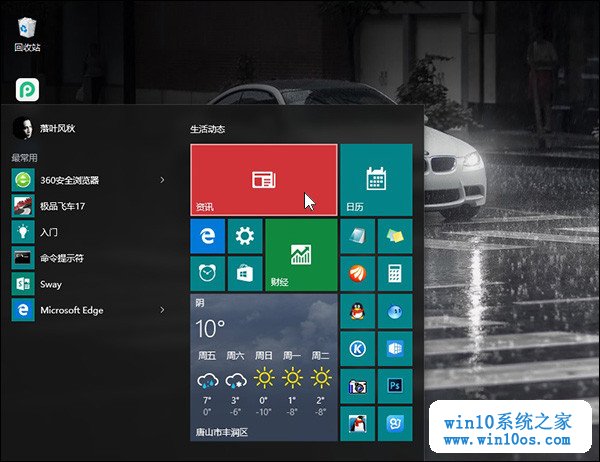 回收站
落叶风秋
最常用
360安全浏览器
极品飞车17
入门
命令提示符
Sway
Microsoft Edge
生活动态
资讯
日历
财经
阴
10°
周五 周六 周日 周一 周二
7° 3° 0° 1° 2°
0° -6° -10° -8° -8°
唐山市丰润区
win10系统之家
www.win10os.com